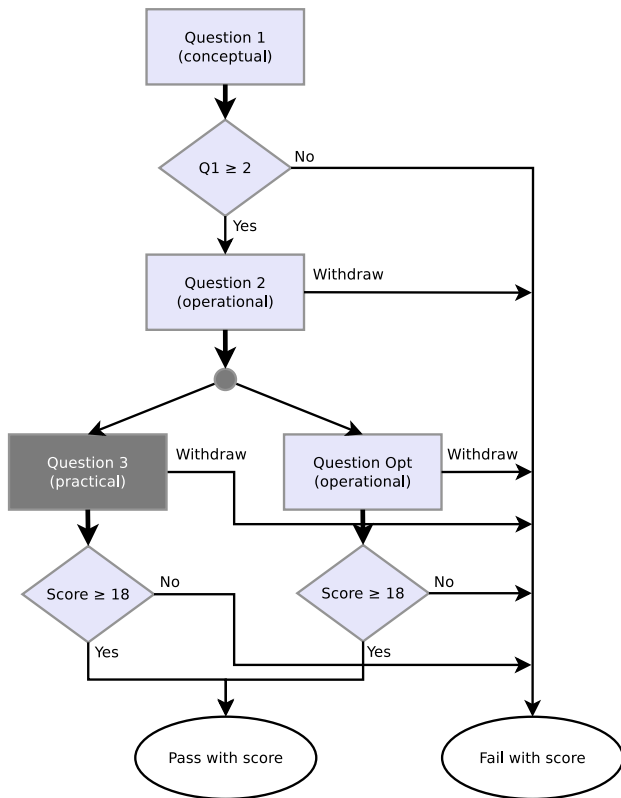 Question 1
(conceptual)
No
Q1 ≥ 2
Yes
Question 2
(operational)
Withdraw
Question 3
(practical)
Withdraw
Question Opt
(operational)
Withdraw
Score ≥ 18
No
Yes
Score ≥ 18
No
Yes
Pass with score
Fail with score